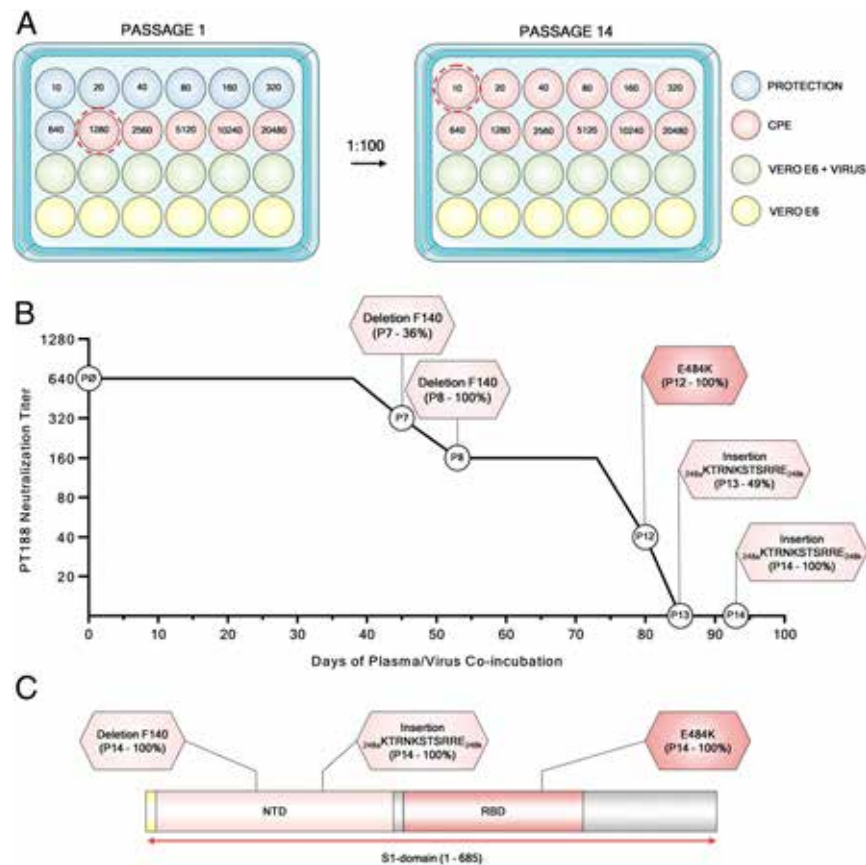 A
PASSAGE 1
PASSAGE 14
10 20 40 80 160 320
640 1280 2560 5120 10240 20480
1:100
10 20 40 80 160 320
640 1280 2560 5120 10240 20480
PROTECTION
CPE
VERO E6 + VIRUS
VERO E6
B
PT188 Neutralization Titer
1280
640
320
160
80
40
20
PØ
P7
P8
P12
P13
P14
Deletion F140
(P7 - 36%)
Deletion F140
(P8 - 100%)
E484K
(P12 - 100%)
Insertion
248aKTRNKSTSRRE248k
(P13 - 49%)
Insertion
248aKTRNKSTSRRE248k
(P14 - 100%)
0 10 20 30 40 50 60 70 80 90 100
Days of Plasma/Virus Co-incubation
C
Deletion F140
(P14 - 100%)
Insertion
248aKTRNKSTSRRE248k
(P14 - 100%)
E484K
(P14 - 100%)
NTD
RBD
S1-domain (1 - 685)